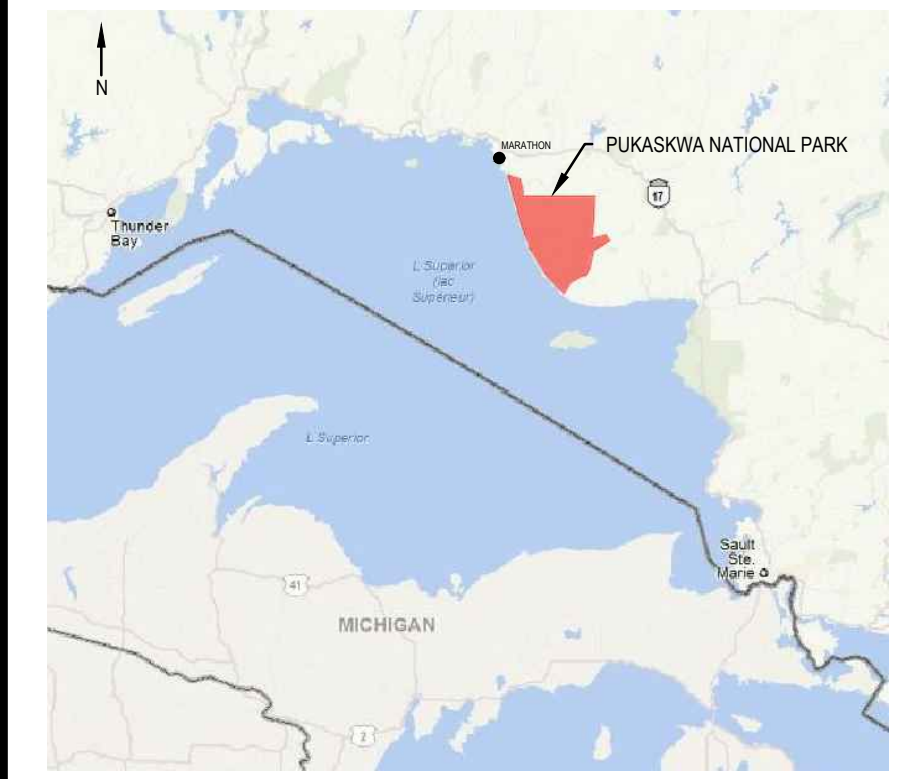 N
MARATHON
PUKASKWA NATIONAL PARK
17
Thunder
Bay
L Superior
(lac
Supérieur)
L Superior
Sault
Ste.
Marie
41
MICHIGAN
2